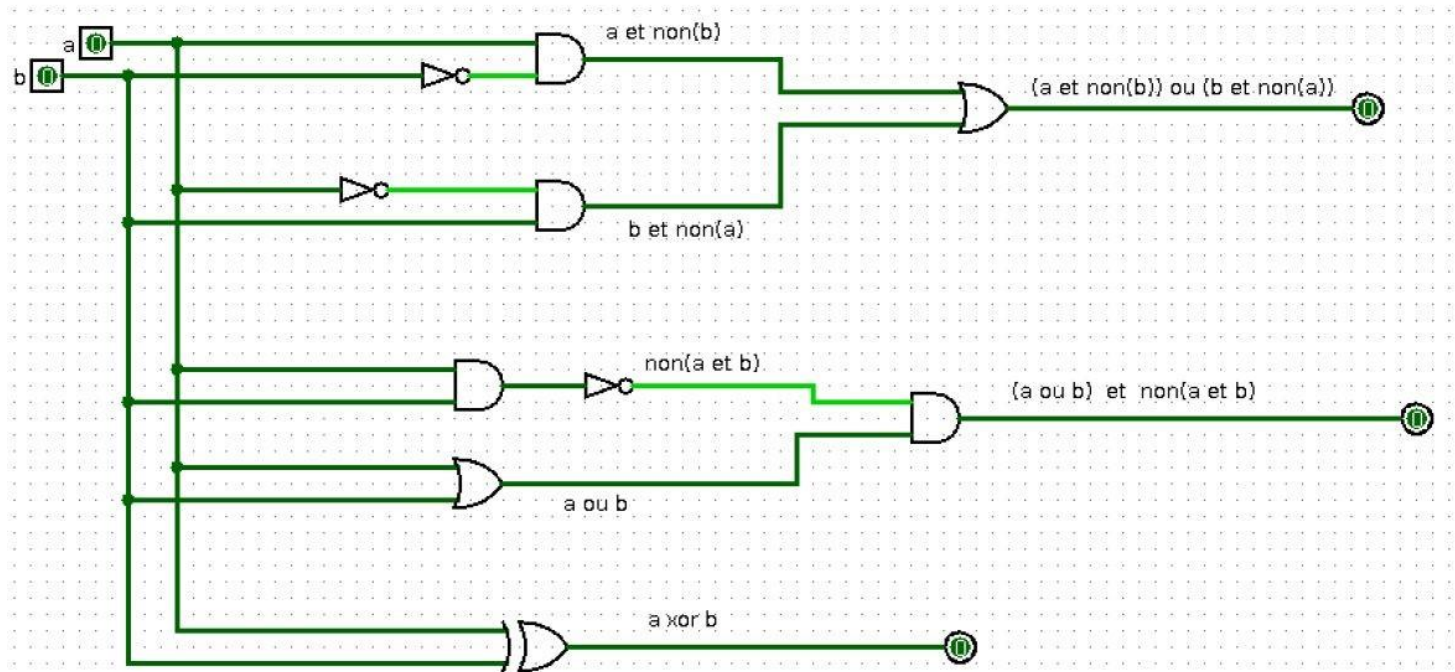 a
b
a et non(b)
(a et non(b)) ou (b et non(a))
b et non(a)
non(a et b)
(a ou b) et non(a et b)
a ou b
a xor b